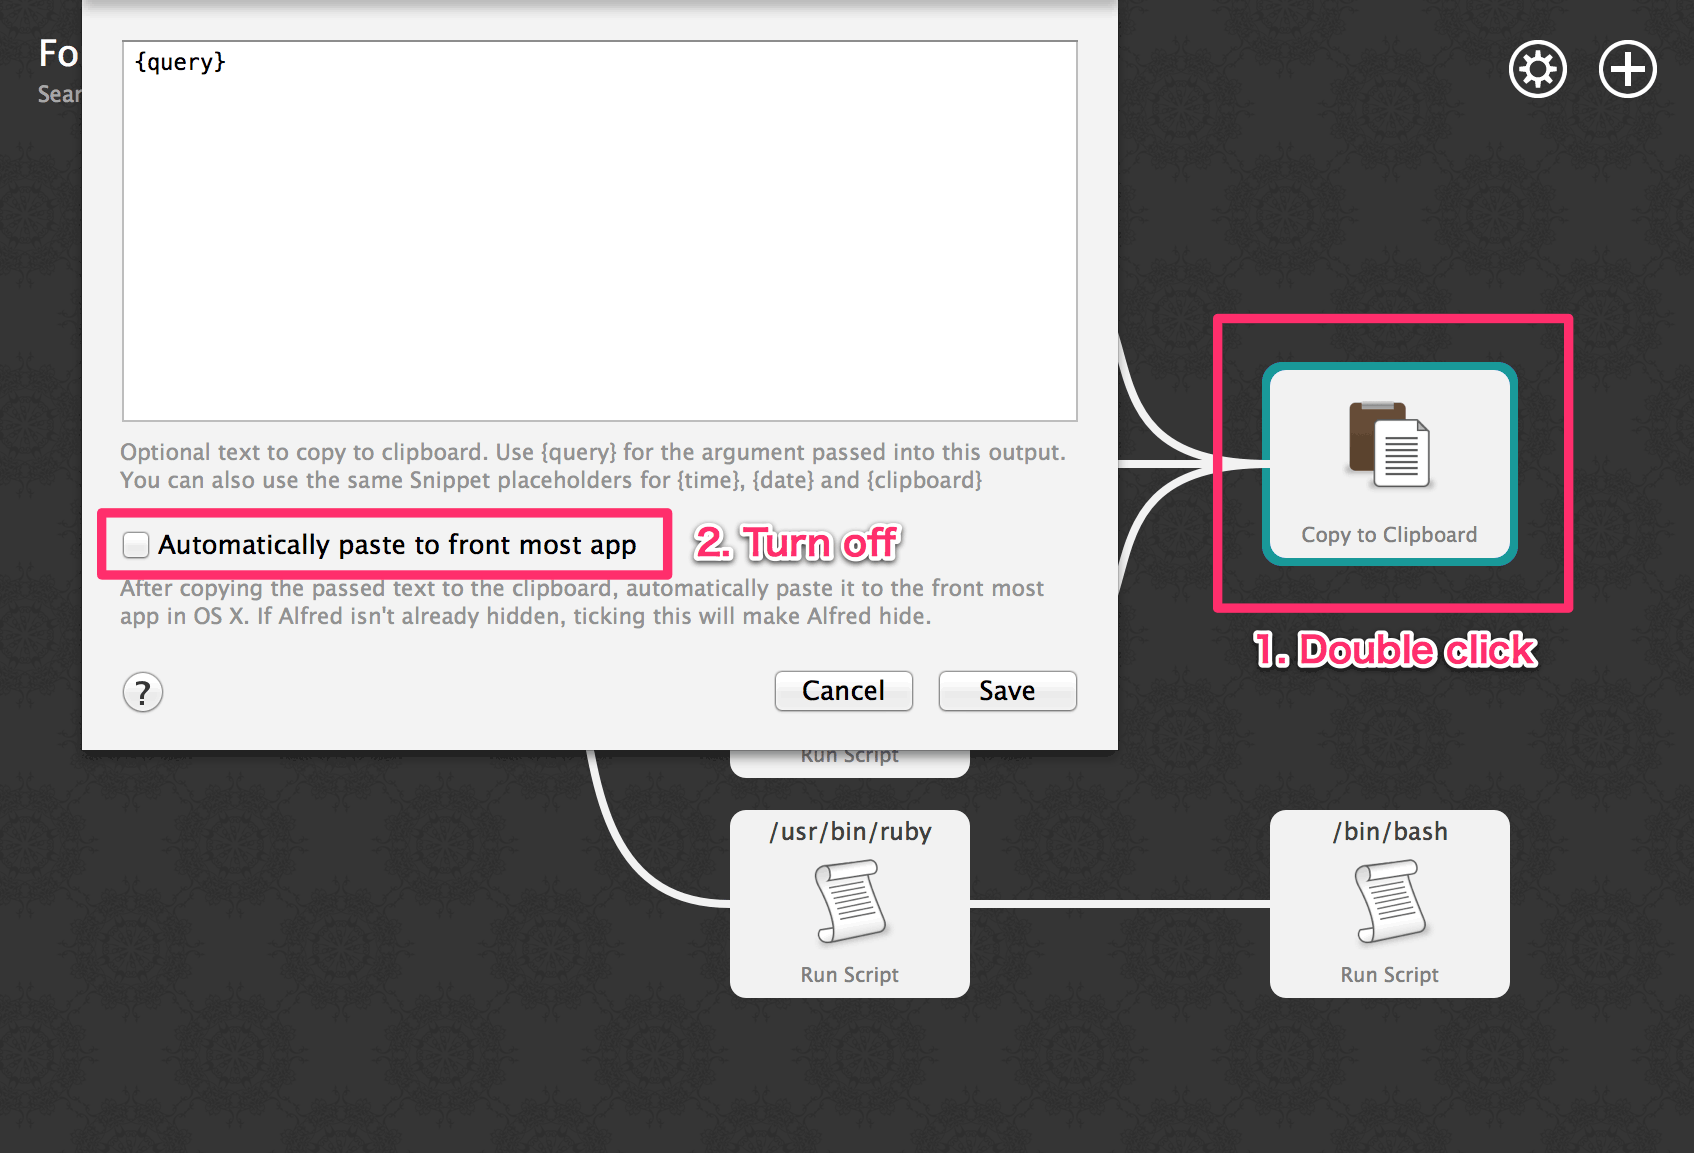 Fo
Sear
{query}
Optional text to copy to clipboard. Use {query} for the argument passed into this output.
You can also use the same Snippet placeholders for {time}, {date} and {clipboard}
Automatically paste to front most app
2. Turn off
After copying the passed text to the clipboard, automatically paste it to the front most
app in OS X. If Alfred isn't already hidden, ticking this will make Alfred hide.
?
Cancel
Save
Copy to Clipboard
1. Double click
Run Script
/usr/bin/ruby
Run Script
/bin/bash
Run Script